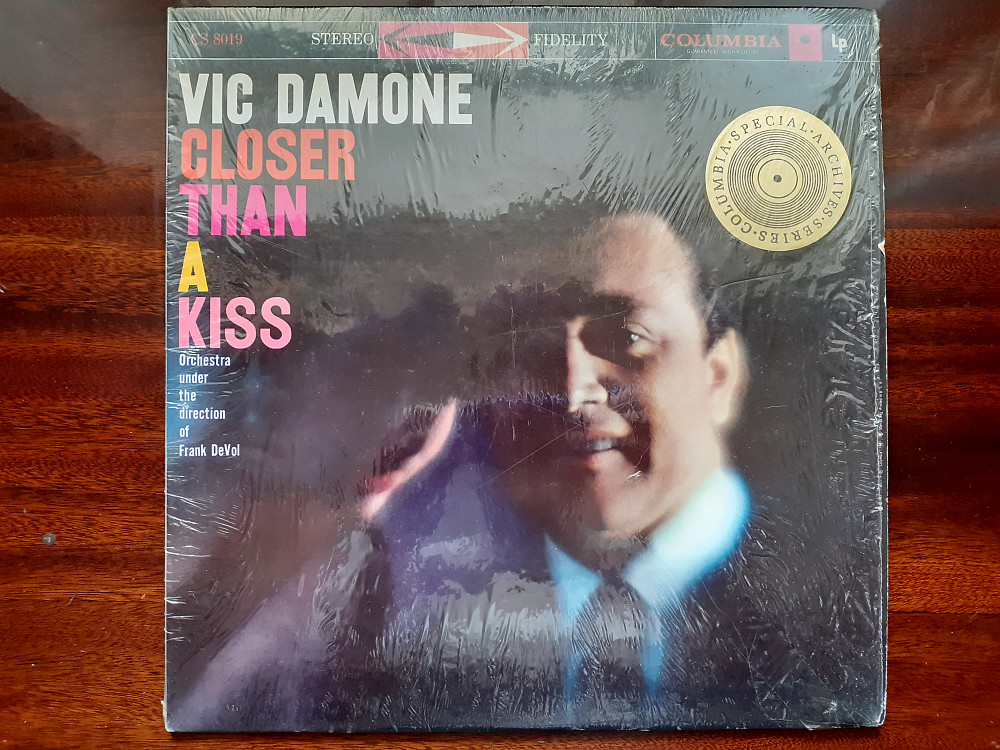 CS 8019
STEREO FIDELITY
COLUMBIA
GUARANTEED HIGH FIDELITY
Lp
VIC DAMONE
CLOSER
THAN
A
KISS
Orchestra
under
the
direction
of
Frank DeVol
COLUMBIA·SPECIAL·ARCHIVES·SERIES·